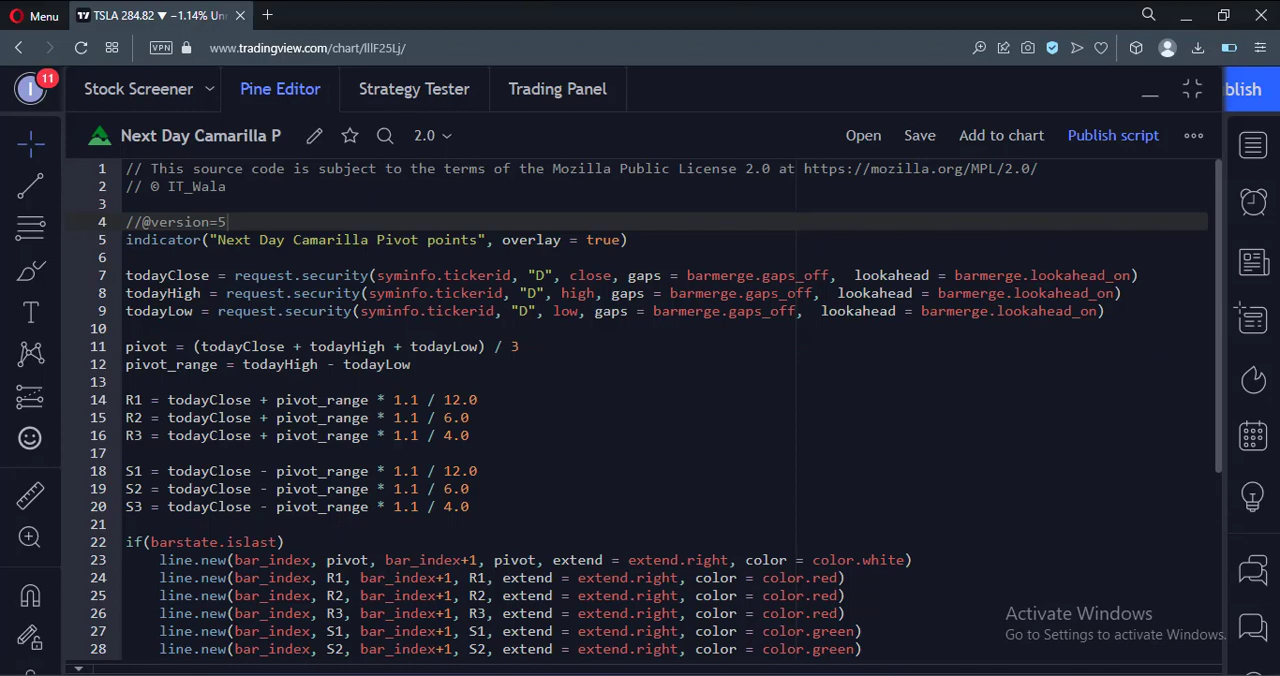 Menu
TSLA 284.82 ▼ −1.14% Un
www.tradingview.com/chart/lllF25Lj/
VPN
11
I
Stock Screener
Pine Editor
Strategy Tester
Trading Panel
blish
Next Day Camarilla P
2.0
Open
Save
Add to chart
Publish script
1 // This source code is subject to the terms of the Mozilla Public License 2.0 at https://mozilla.org/MPL/2.0/
2 // © IT_Wala
3
4 //@version=5
5 indicator("Next Day Camarilla Pivot points", overlay = true)
6
7 todayClose = request.security(syminfo.tickerid, "D", close, gaps = barmerge.gaps_off,  lookahead = barmerge.lookahead_on)
8 todayHigh = request.security(syminfo.tickerid, "D", high, gaps = barmerge.gaps_off,  lookahead = barmerge.lookahead_on)
9 todayLow = request.security(syminfo.tickerid, "D", low, gaps = barmerge.gaps_off,  lookahead = barmerge.lookahead_on)
10
11 pivot = (todayClose + todayHigh + todayLow) / 3
12 pivot_range = todayHigh - todayLow
13
14 R1 = todayClose + pivot_range * 1.1 / 12.0
15 R2 = todayClose + pivot_range * 1.1 / 6.0
16 R3 = todayClose + pivot_range * 1.1 / 4.0
17
18 S1 = todayClose - pivot_range * 1.1 / 12.0
19 S2 = todayClose - pivot_range * 1.1 / 6.0
20 S3 = todayClose - pivot_range * 1.1 / 4.0
21
22 if(barstate.islast)
23     line.new(bar_index, pivot, bar_index+1, pivot, extend = extend.right, color = color.white)
24     line.new(bar_index, R1, bar_index+1, R1, extend = extend.right, color = color.red)
25     line.new(bar_index, R2, bar_index+1, R2, extend = extend.right, color = color.red)
26     line.new(bar_index, R3, bar_index+1, R3, extend = extend.right, color = color.red)
27     line.new(bar_index, S1, bar_index+1, S1, extend = extend.right, color = color.green)
28     line.new(bar_index, S2, bar_index+1, S2, extend = extend.right, color = color.green)
Activate Windows
Go to Settings to activate Windows.